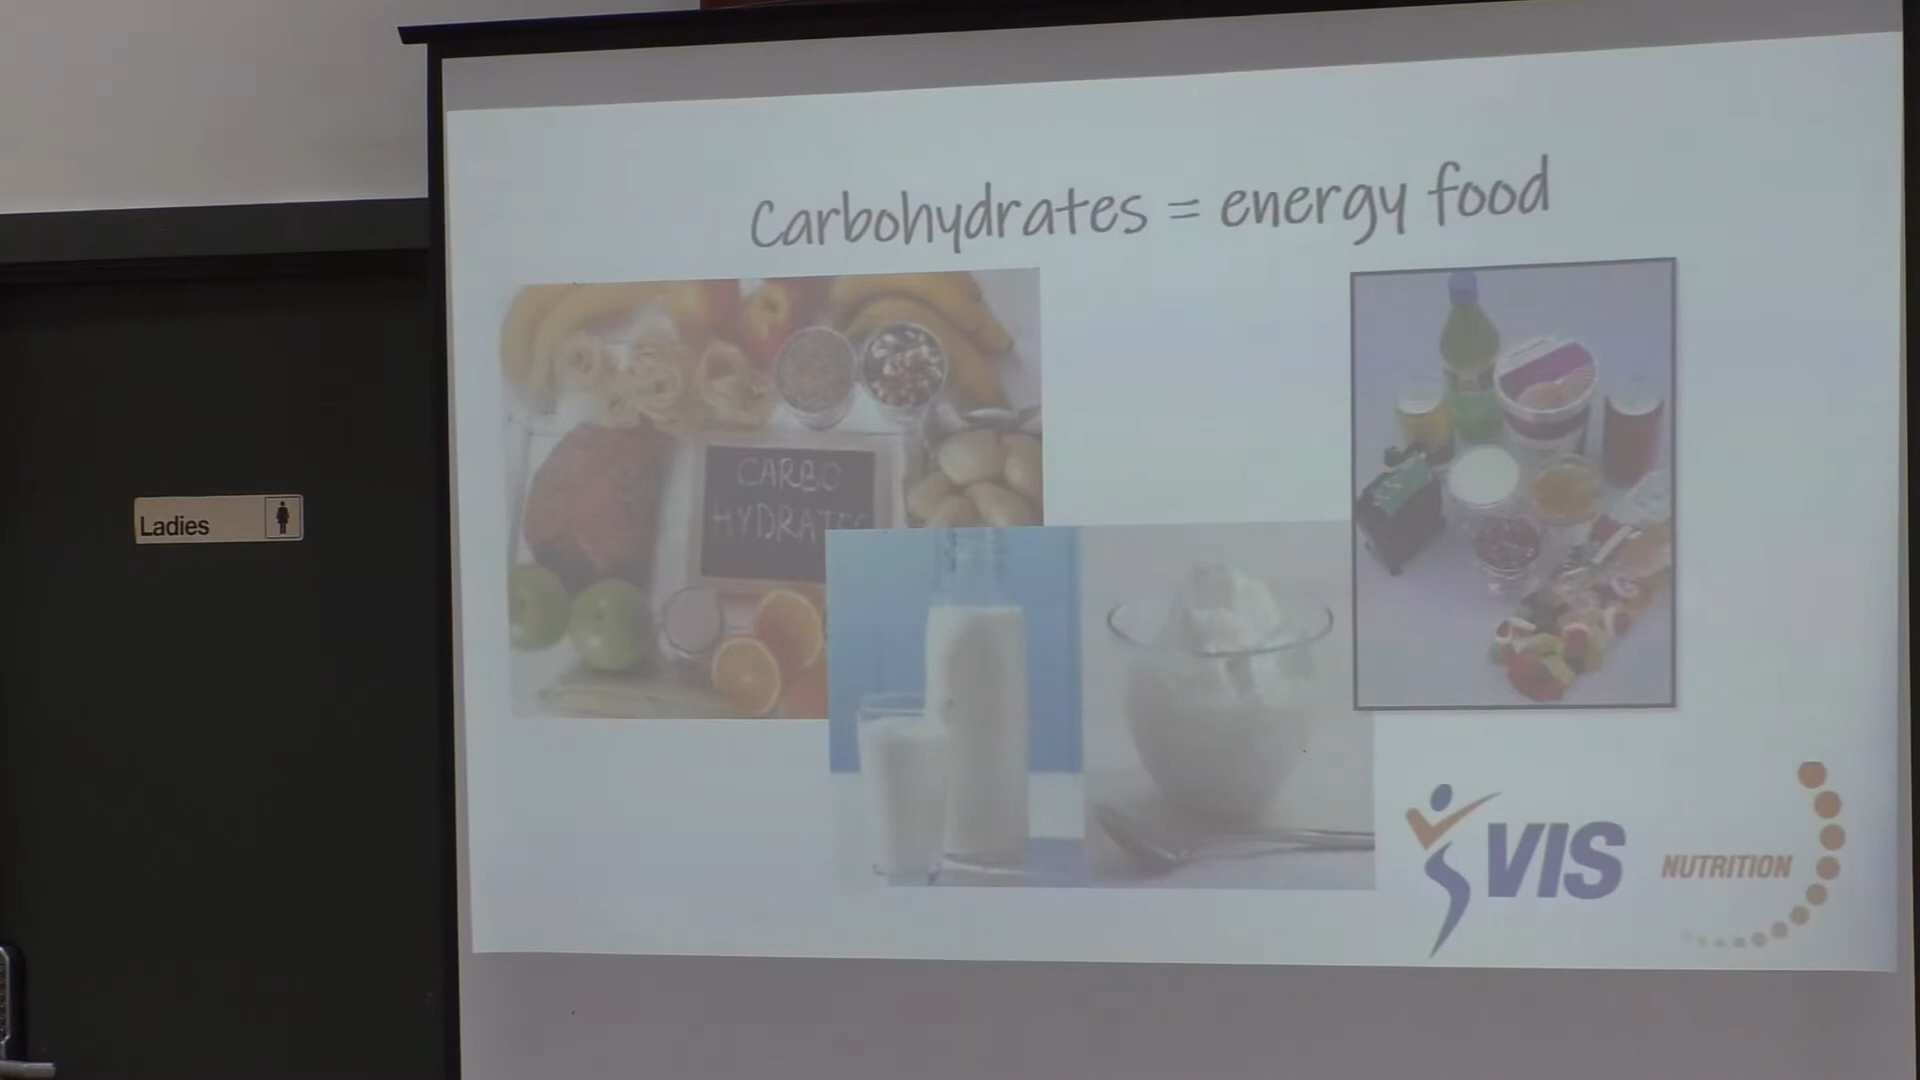 Carbohydrates = energy food
CARBO
HYDRATES
Ladies
VIS
NUTRITION